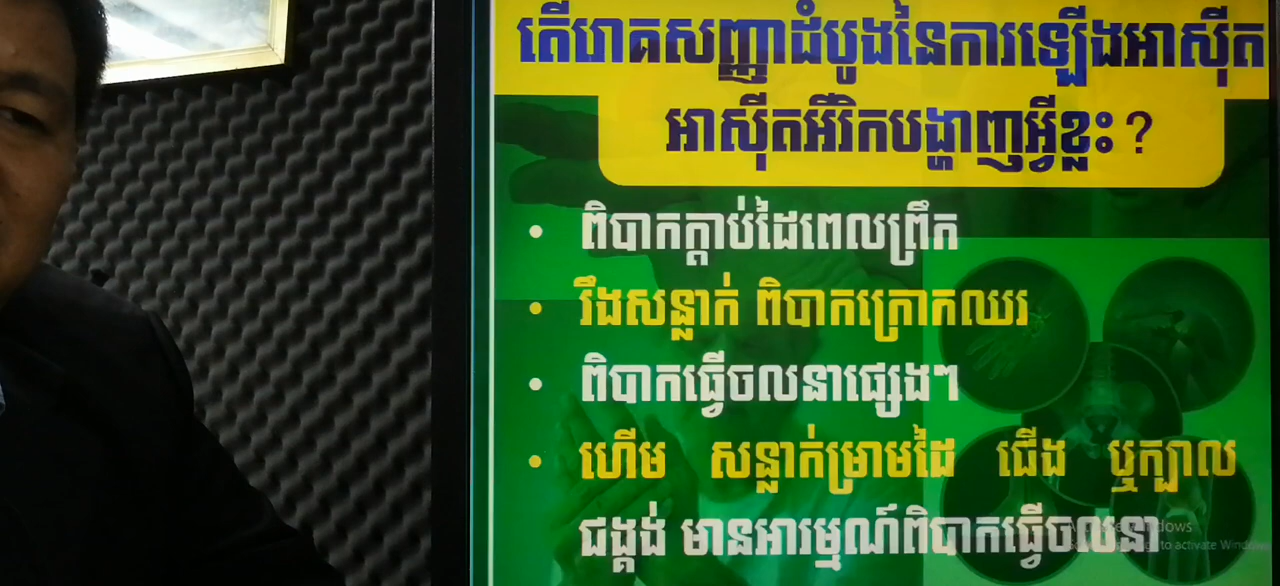 តើរោគសញ្ញាដំបូងនៃការឡើងអាស៊ីត
អាស៊ីតអ៊ីរិកបង្ហាញអ្វីខ្លះ ?
• ពិបាកក្តាប់ដៃពេលព្រឹក
• រឹងសន្លាក់ ពិបាកក្រោកឈរ
• ពិបាកធ្វើចលនាផ្សេងៗ
• ហើម សន្លាក់ម្រាមដៃ ជើង ឬក្បាល
ជង្គង់ មានអារម្មណ៍ពិបាកធ្វើចលនា
to activate Windows